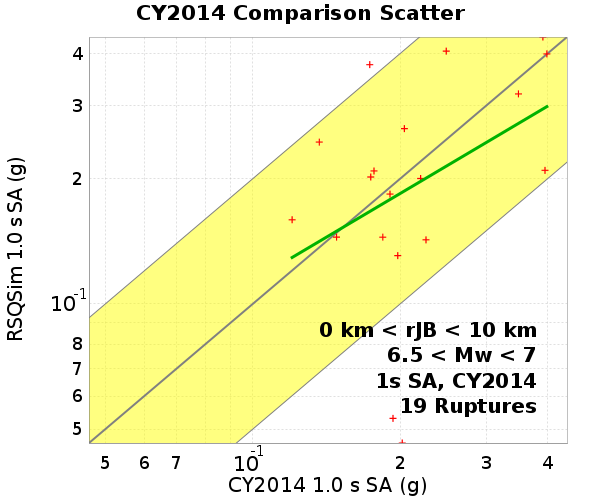 CY2014 Comparison Scatter
RSQSim 1.0 s SA (g)
4
3
2
10-1
8
7
6
5
0 km < rJB < 10 km
6.5 < Mw < 7
1s SA, CY2014
19 Ruptures
5 6 7 10-1 2 3 4
CY2014 1.0 s SA (g)